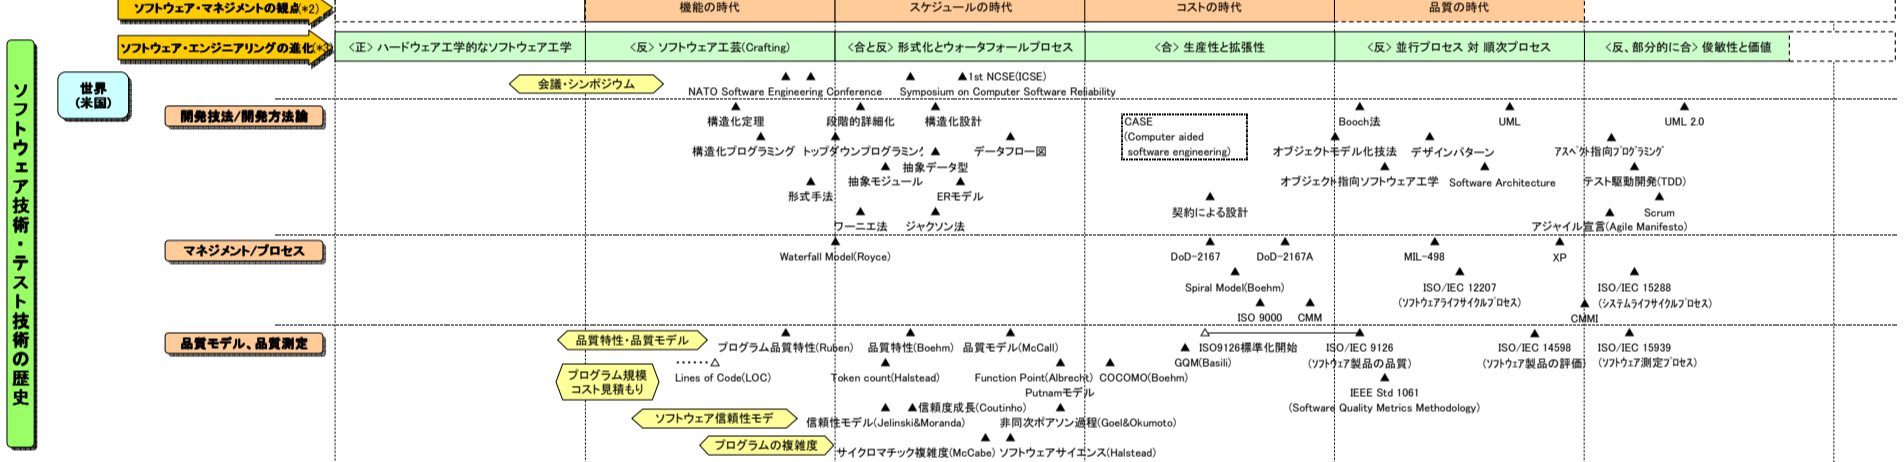 ソフトウェア・マネジメントの観点(*2)
機能の時代
スケジュールの時代
コストの時代
品質の時代
ソフトウェア・エンジニアリングの進化(*3)
<正> ハードウェア工学的なソフトウェア工学
<反> ソフトウェア工芸(Crafting)
<合と反> 形式化とウォータフォールプロセス
<合> 生産性と拡張性
<反> 並行プロセス 対 順次プロセス
<反、部分的に合> 俊敏性と価値
ソフトウェア技術・テスト技術の歴史
世界
(米国)
会議・シンポジウム
▲ ▲ ▲ ▲1st NCSE(ICSE)
NATO Software Engineering Conference
Symposium on Computer Software Reliability
開発技法/開発方法論
構造化定理
段階的詳細化
構造化設計
CASE
(Computer aided
software engineering)
Booch法
UML
UML 2.0
構造化プログラミング
トップダウンプログラミング
データフロー図
オブジェクトモデル化技法
デザインパターン
アスペクト指向プログラミング
抽象データ型
抽象モジュール
オブジェクト指向ソフトウェア工学
Software Architecture
テスト駆動開発(TDD)
形式手法
ERモデル
契約による設計
Scrum
ワーニエ法
ジャクソン法
アジャイル宣言(Agile Manifesto)
マネジメント/プロセス
Waterfall Model(Royce)
DoD-2167
DoD-2167A
MIL-498
XP
Spiral Model(Boehm)
ISO/IEC 12207
(ソフトウェアライフサイクルプロセス)
ISO/IEC 15288
(システムライフサイクルプロセス)
ISO 9000
CMM
CMMI
品質モデル、品質測定
品質特性・品質モデル
プログラム品質特性(Ruben)
品質特性(Boehm)
品質モデル(McCall)
ISO9126標準化開始
ISO/IEC 9126
(ソフトウェア製品の品質)
ISO/IEC 14598
(ソフトウェア製品の評価)
ISO/IEC 15939
(ソフトウェア測定プロセス)
プログラム規模
コスト見積もり
Lines of Code(LOC)
Token count(Halstead)
Function Point(Albrecht)
COCOMO(Boehm)
GQM(Basili)
Putnamモデル
IEEE Std 1061
(Software Quality Metrics Methodology)
ソフトウェア信頼性モデ
▲信頼度成長(Coutinho)
信頼性モデル(Jelinski&Moranda)
非同次ポアソン過程(Goel&Okumoto)
プログラムの複雑度
サイクロマチック複雑度(McCabe)
ソフトウェアサイエンス(Halstead)